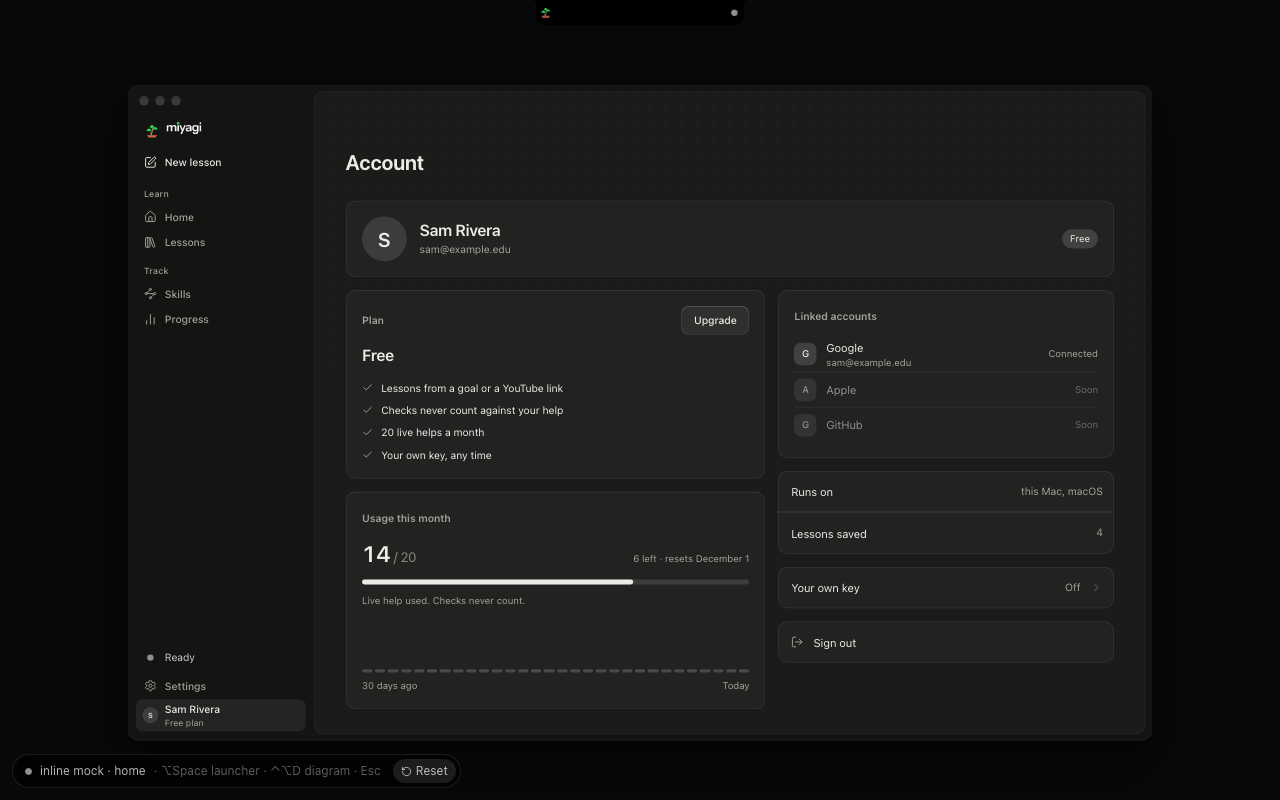 miyagi
New lesson
Learn
Home
Lessons
Track
Skills
Progress
Ready
Settings
S
Sam Rivera
Free plan
Account
S
Sam Rivera
sam@example.edu
Free
Plan
Upgrade
Free
Lessons from a goal or a YouTube link
Checks never count against your help
20 live helps a month
Your own key, any time
Usage this month
14 / 20
6 left · resets December 1
Live help used. Checks never count.
30 days ago
Today
Linked accounts
G
Google
sam@example.edu
Connected
A
Apple
Soon
G
GitHub
Soon
Runs on
this Mac, macOS
Lessons saved
4
Your own key
Off
Sign out
inline mock · home · ⌥Space launcher · ^⌥D diagram · Esc
Reset